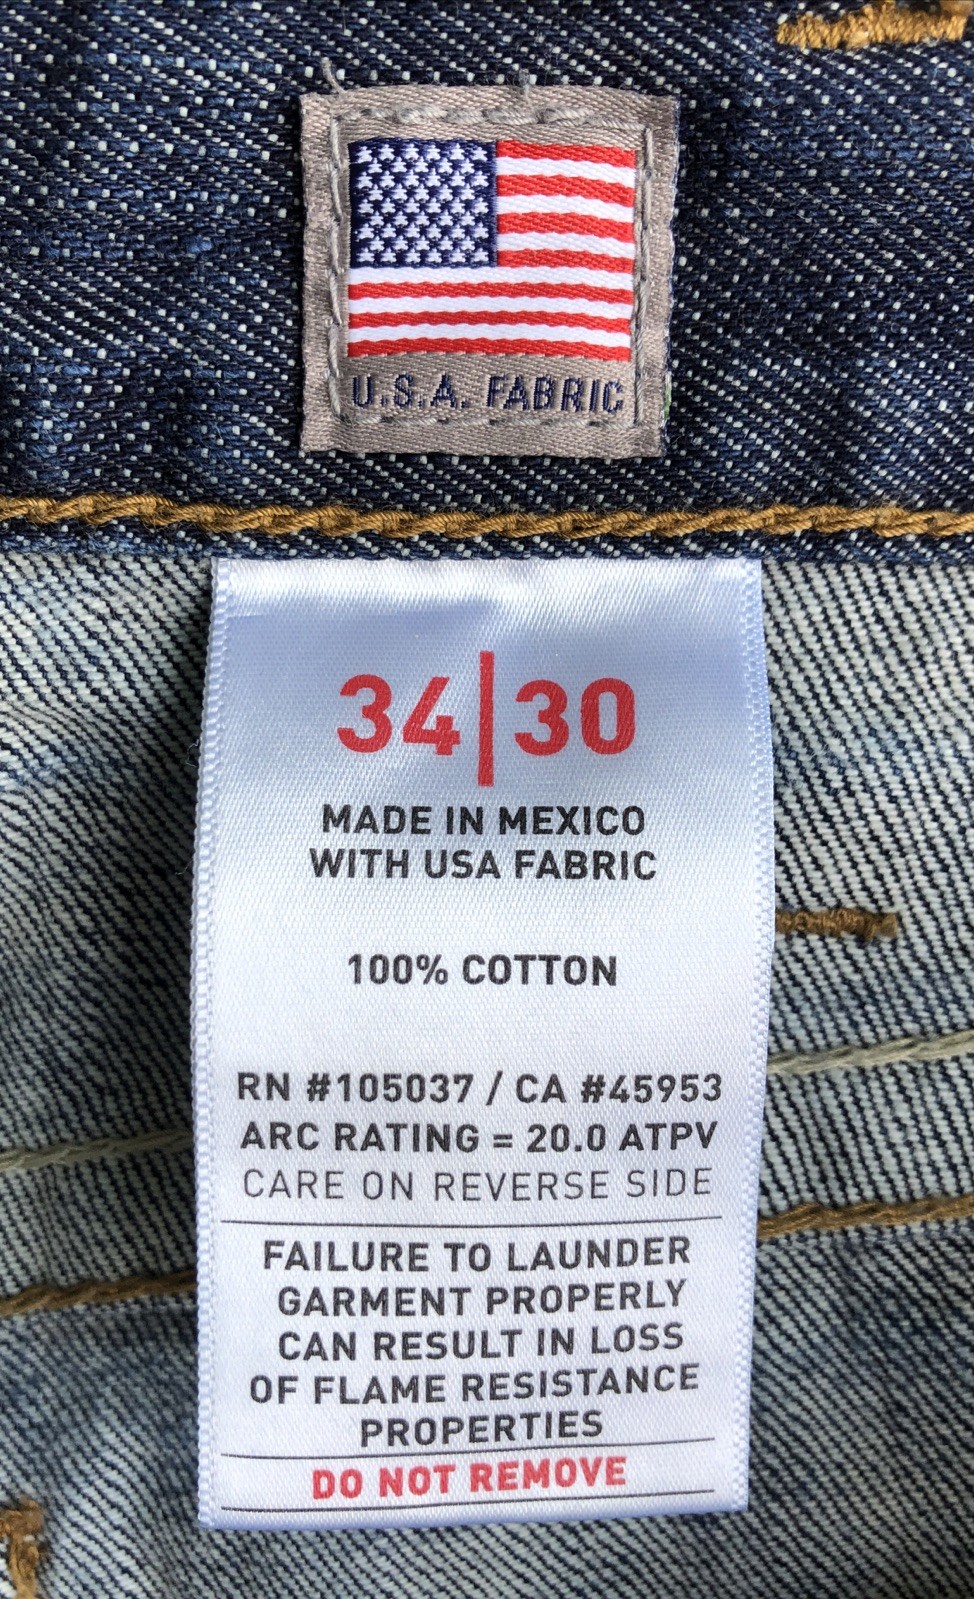 U.S.A. FABRIC
34|30
MADE IN MEXICO
WITH USA FABRIC
100% COTTON
RN #105037 / CA #45953
ARC RATING = 20.0 ATPV
CARE ON REVERSE SIDE
FAILURE TO LAUNDER
GARMENT PROPERLY
CAN RESULT IN LOSS
OF FLAME RESISTANCE
PROPERTIES
DO NOT REMOVE